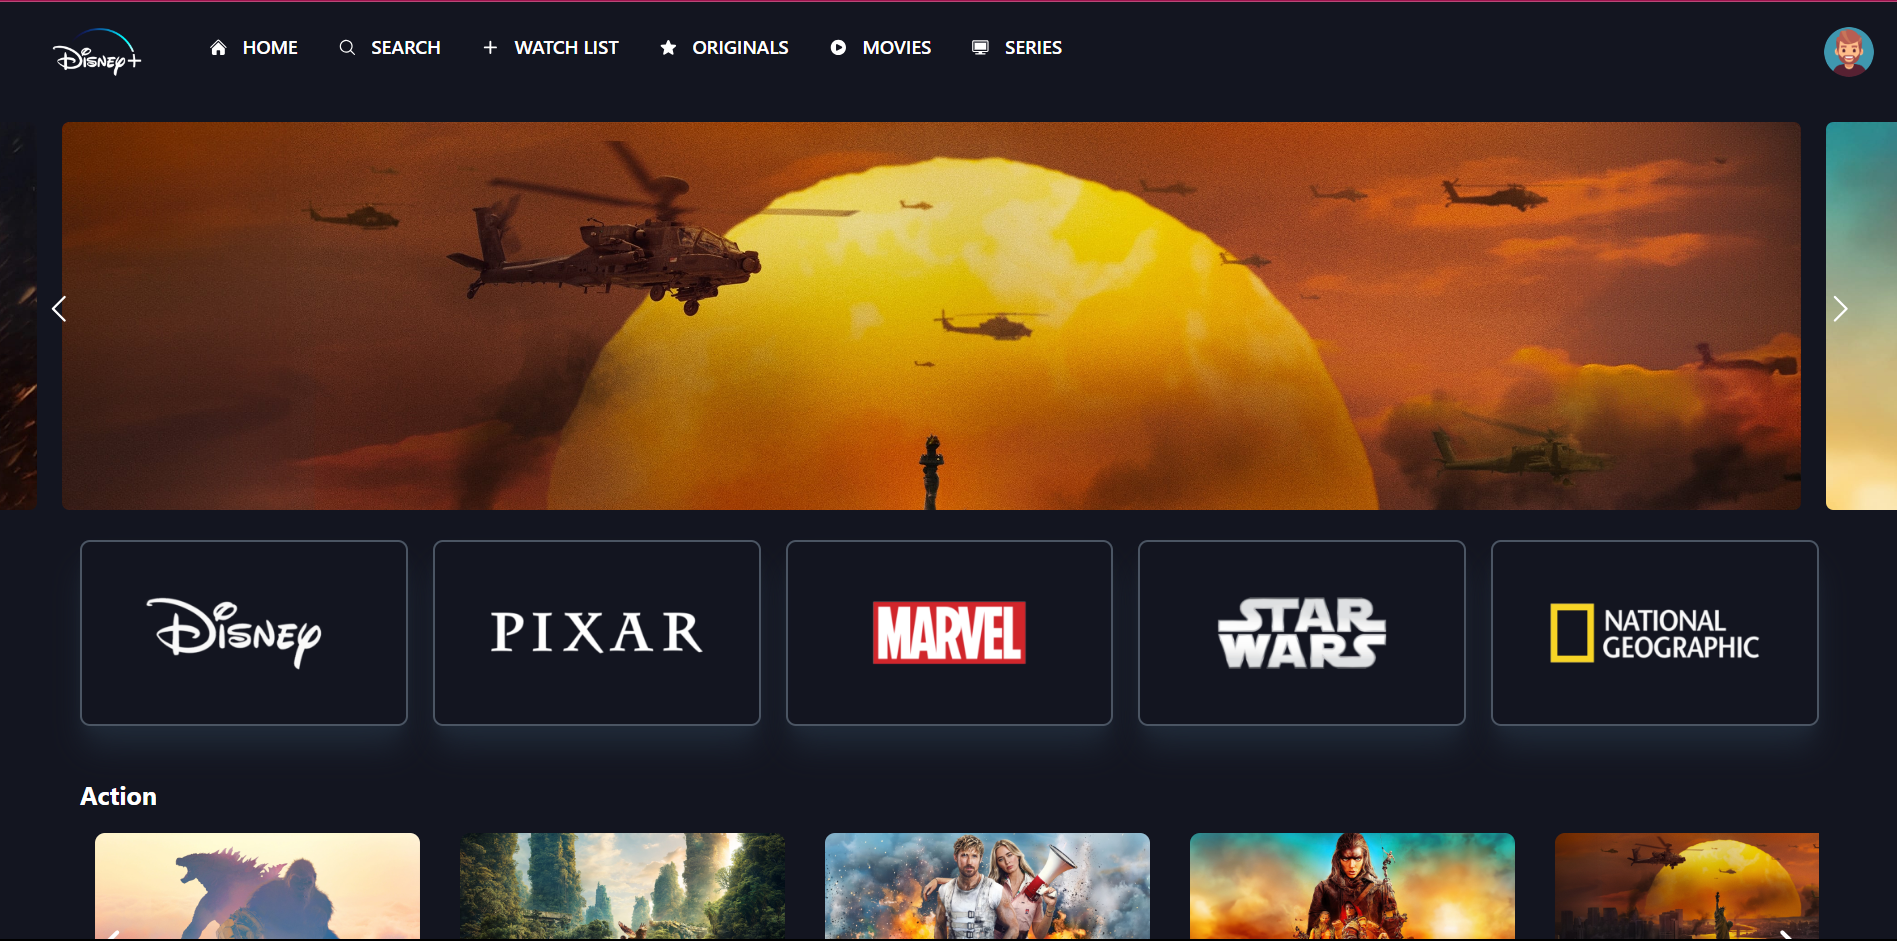 Disney+
HOME
SEARCH
WATCH LIST
ORIGINALS
MOVIES
SERIES
Disney
PIXAR
MARVEL
STAR
WARS
NATIONAL
GEOGRAPHIC
Action